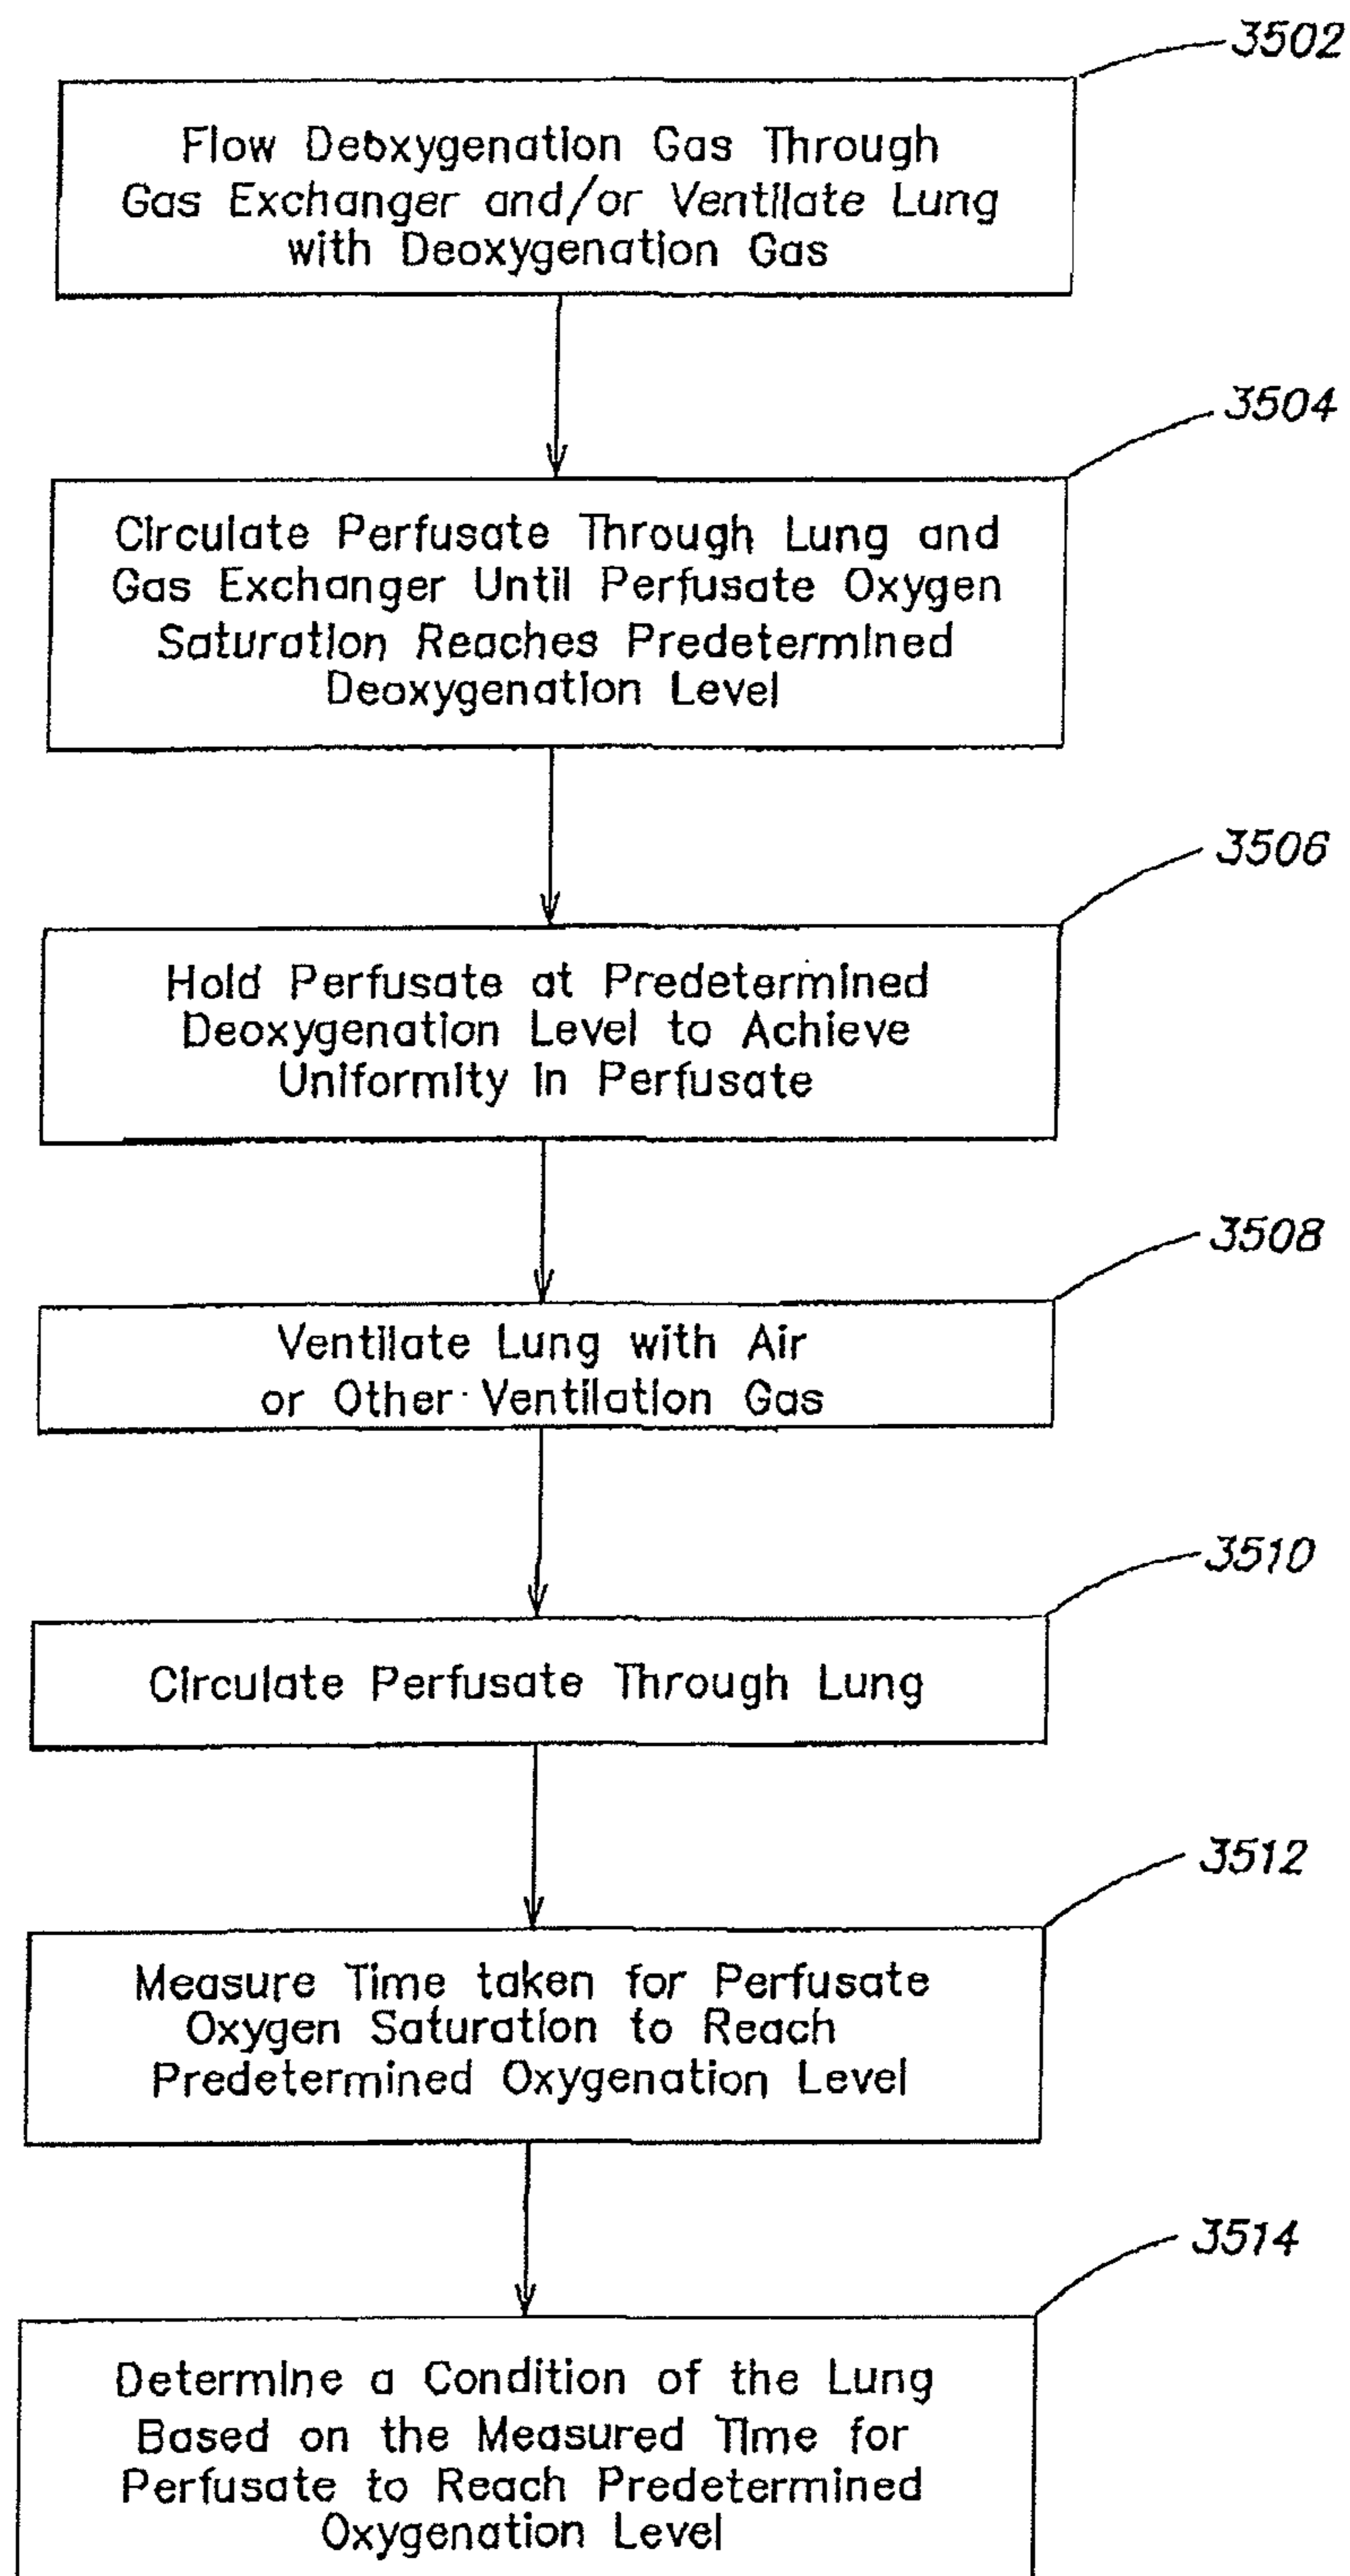 3502
Flow Deoxygenation Gas Through
Gas Exchanger and/or Ventilate Lung
with Deoxygenation Gas
3504
Circulate Perfusate Through Lung and
Gas Exchanger Until Perfusate Oxygen
Saturation Reaches Predetermined
Deoxygenation Level
3506
Hold Perfusate at Predetermined
Deoxygenation Level to Achieve
Uniformity in Perfusate
3508
Ventilate Lung with Air
or Other Ventilation Gas
3510
Circulate Perfusate Through Lung
3512
Measure Time taken for Perfusate
Oxygen Saturation to Reach
Predetermined Oxygenation Level
3514
Determine a Condition of the Lung
Based on the Measured Time for
Perfusate to Reach Predetermined
Oxygenation Level